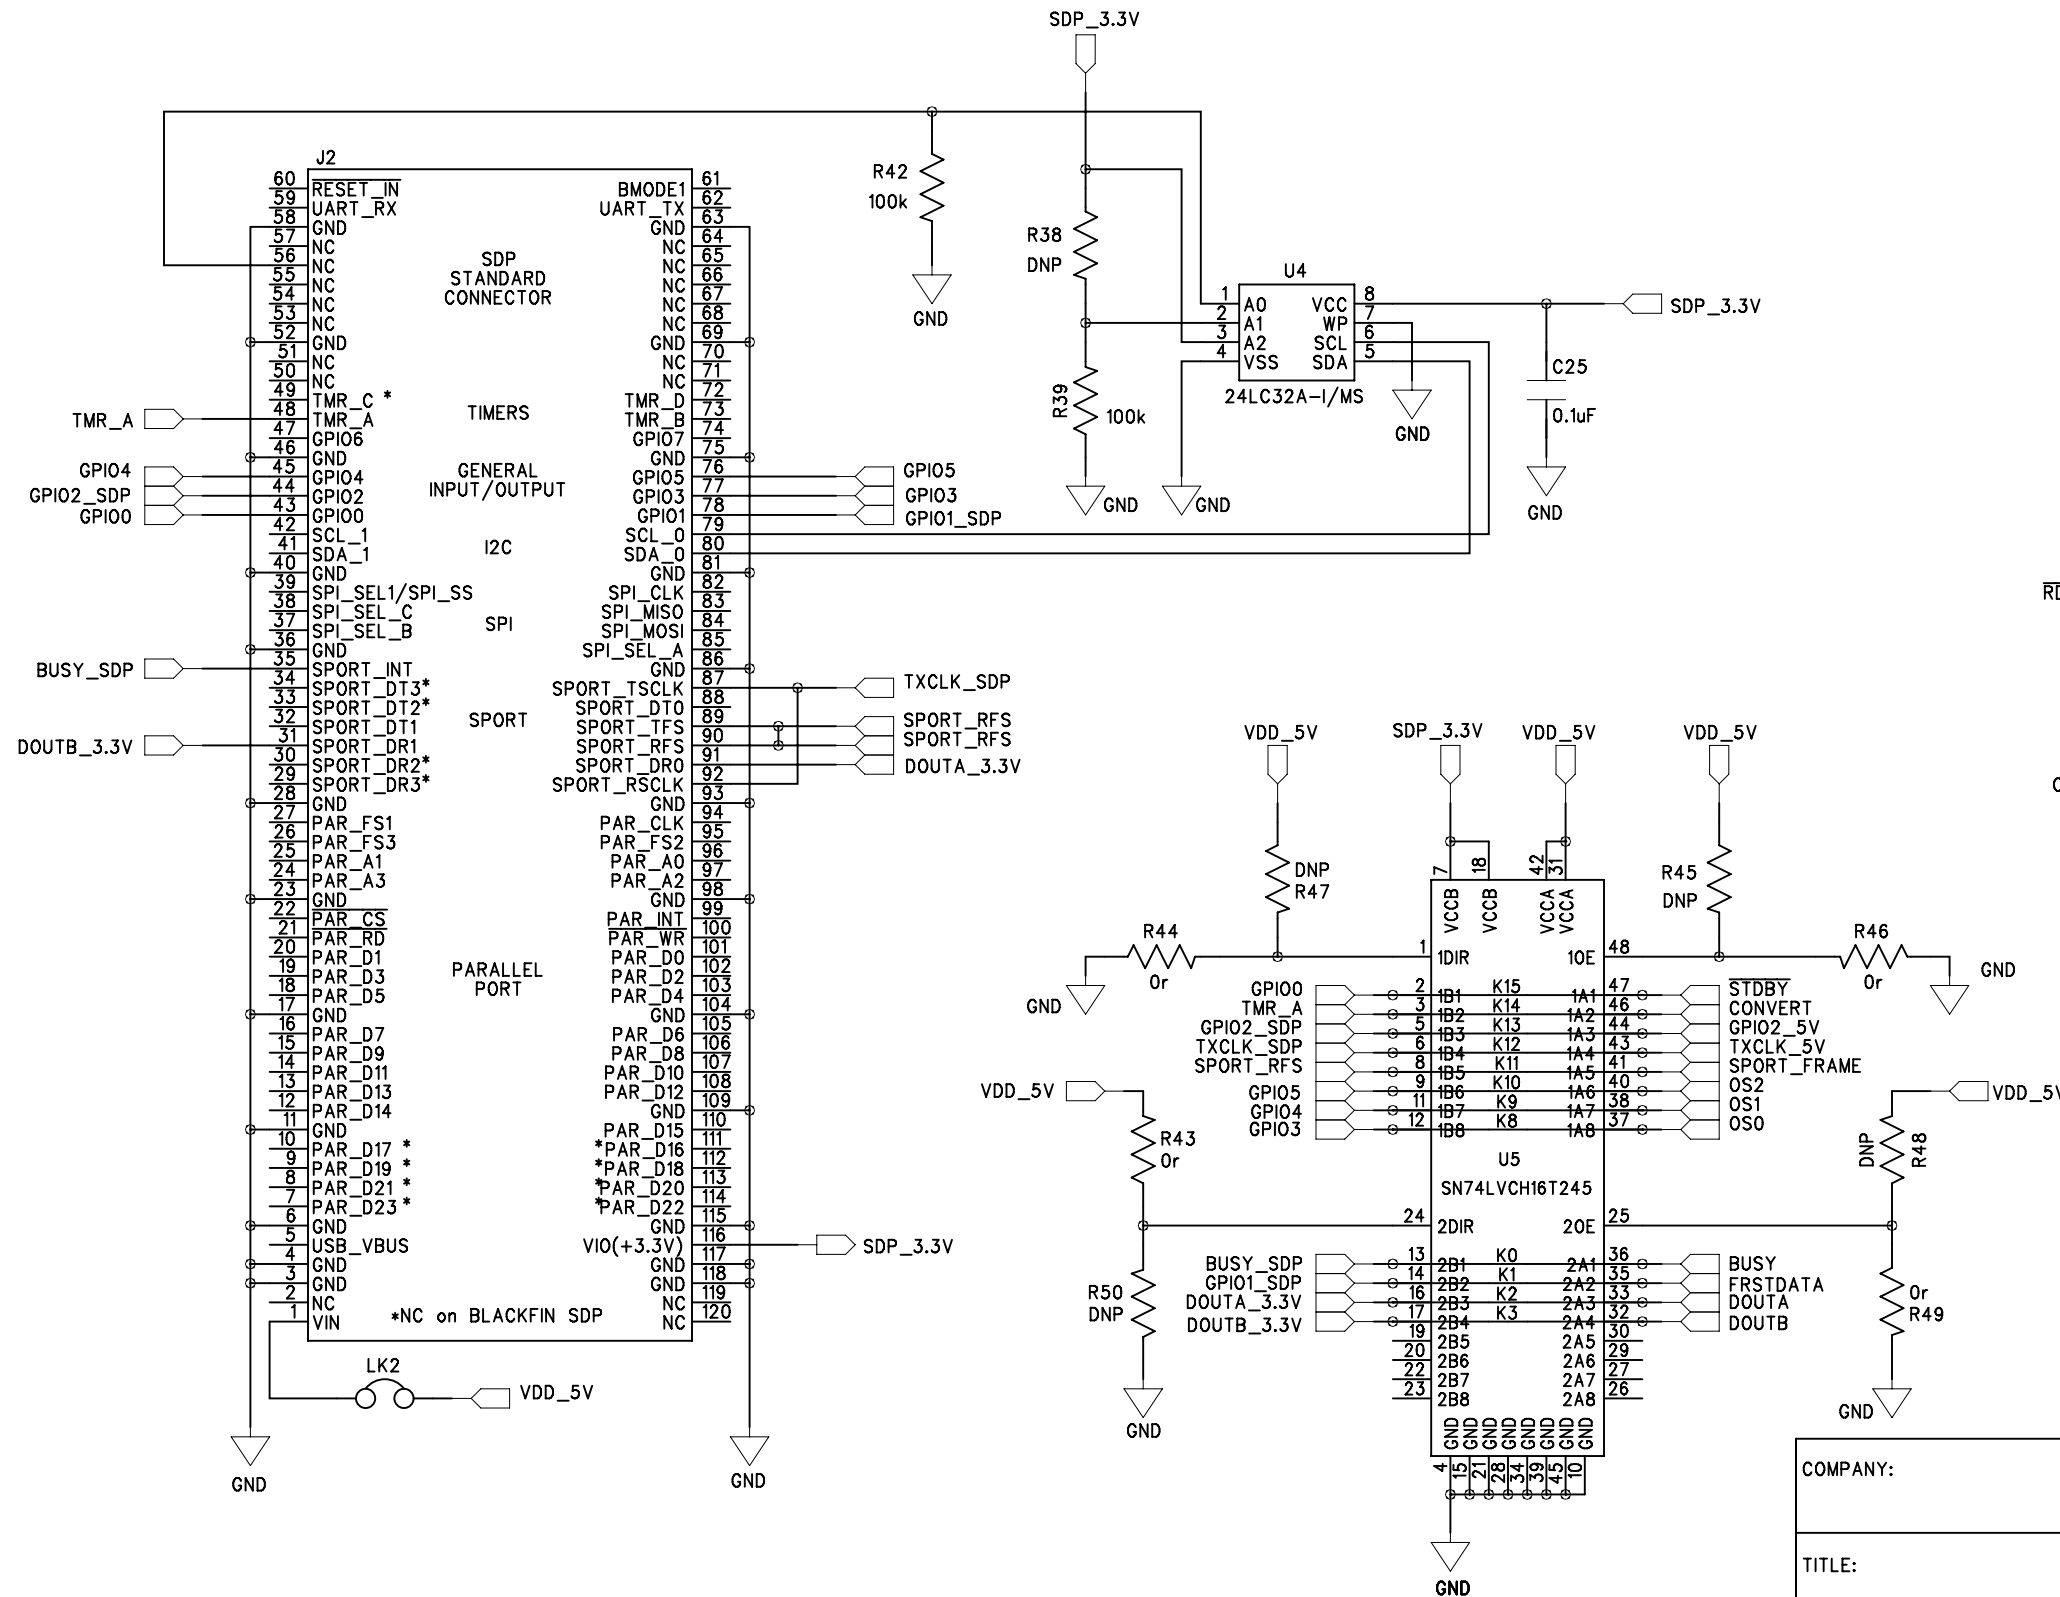 SDP_3.3V
J2
60 RESET_IN BMODE1 61
59 UART_RX UART_TX 62
58 GND GND 63
57 NC NC 64
56 NC NC 65
55 NC NC 66
54 NC NC 67
53 NC NC 68
52 GND GND 69
51 NC NC 70
50 NC NC 71
49 TMR_C * TMR_D 72
48 TMR_A TMR_B 73
47 GPIO6 GPIO7 74
46 GND GND 75
45 GPIO4 GPIO5 76
44 GPIO2 GPIO3 77
43 GPIO0 GPIO1 78
42 SCL_1 SCL_0 79
41 SDA_1 SDA_0 80
40 GND GND 81
39 SPI_SEL1/SPI_SS SPI_CLK 82
38 SPI_SEL_C SPI_MISO 83
37 SPI_SEL_B SPI_MOSI 84
36 GND SPI_SEL_A 85
35 SPORT_INT GND 86
34 SPORT_DT3* SPORT_TSCLK 87
33 SPORT_DT2* SPORT_DT0 88
32 SPORT_DT1 SPORT_TFS 89
31 SPORT_DR1 SPORT_RFS 90
30 SPORT_DR2* SPORT_DR0 91
29 SPORT_DR3* SPORT_RSCLK 92
28 GND GND 93
27 PAR_FS1 PAR_CLK 94
26 PAR_FS3 PAR_FS2 95
25 PAR_A1 PAR_A0 96
24 PAR_A3 PAR_A2 97
23 GND GND 98
22 PAR_CS PAR_INT 99
21 PAR_RD PAR_WR 100
20 PAR_D1 PAR_D0 101
19 PAR_D3 PAR_D2 102
18 PAR_D5 PAR_D4 103
17 GND GND 104
16 PAR_D7 PAR_D6 105
15 PAR_D9 PAR_D8 106
14 PAR_D11 PAR_D10 107
13 PAR_D13 PAR_D12 108
12 PAR_D14 GND 109
11 GND PAR_D15 110
10 PAR_D17 * *PAR_D16 111
9 PAR_D19 * *PAR_D18 112
8 PAR_D21 * *PAR_D20 113
7 PAR_D23 * *PAR_D22 114
6 GND GND 115
5 USB_VBUS VIO(+3.3V) 116
4 GND GND 117
3 GND GND 118
2 NC NC 119
1 VIN NC 120
SDP
STANDARD
CONNECTOR
TIMERS
GENERAL
INPUT/OUTPUT
I2C
SPI
SPORT
PARALLEL
PORT
*NC on BLACKFIN SDP
TMR_A
GPIO4
GPIO2_SDP
GPIO0
BUSY_SDP
DOUTB_3.3V
GPIO5
GPIO3
GPIO1_SDP
TXCLK_SDP
SPORT_RFS
SPORT_RFS
DOUTA_3.3V
SDP_3.3V
LK2
VDD_5V
GND
GND
R42
100k
GND
R38
DNP
R39
100k
GND
GND
U4
1 A0 VCC 8
2 A1 WP 7
3 A2 SCL 6
4 VSS SDA 5
24LC32A-I/MS
GND
SDP_3.3V
C25
0.1uF
GND
VDD_5V
SDP_3.3V
VDD_5V
VDD_5V
DNP
R47
7 18 42 31
VCCB VCCB VCCA VCCA
R45
DNP
R44
0r
GND
R46
0r
GND
1 1DIR 1OE 48
GPIO0 2 1B1 K15 1A1 47 STDBY
TMR_A 3 1B2 K14 1A2 46 CONVERT
GPIO2_SDP 5 1B3 K13 1A3 44 GPIO2_5V
TXCLK_SDP 6 1B4 K12 1A4 43 TXCLK_5V
SPORT_RFS 8 1B5 K11 1A5 41 SPORT_FRAME
GPIO5 9 1B6 K10 1A6 40 OS2
GPIO4 11 1B7 K9 1A7 38 OS1
GPIO3 12 1B8 K8 1A8 37 OS0
U5
SN74LVCH16T245
VDD_5V
R43
0r
VDD_5V
DNP
R48
24 2DIR 2OE 25
BUSY_SDP 13 2B1 K0 2A1 36 BUSY
GPIO1_SDP 14 2B2 K1 2A2 35 FRSTDATA
DOUTA_3.3V 16 2B3 K2 2A3 33 DOUTA
DOUTB_3.3V 17 2B4 K3 2A4 32 DOUTB
19 2B5 2A5 30
20 2B6 2A6 29
22 2B7 2A7 27
23 2B8 2A8 26
R50
DNP
GND
0r
R49
GND
GND GND GND GND GND GND GND GND
4 15 21 28 34 39 45 10
GND
COMPANY:
TITLE: